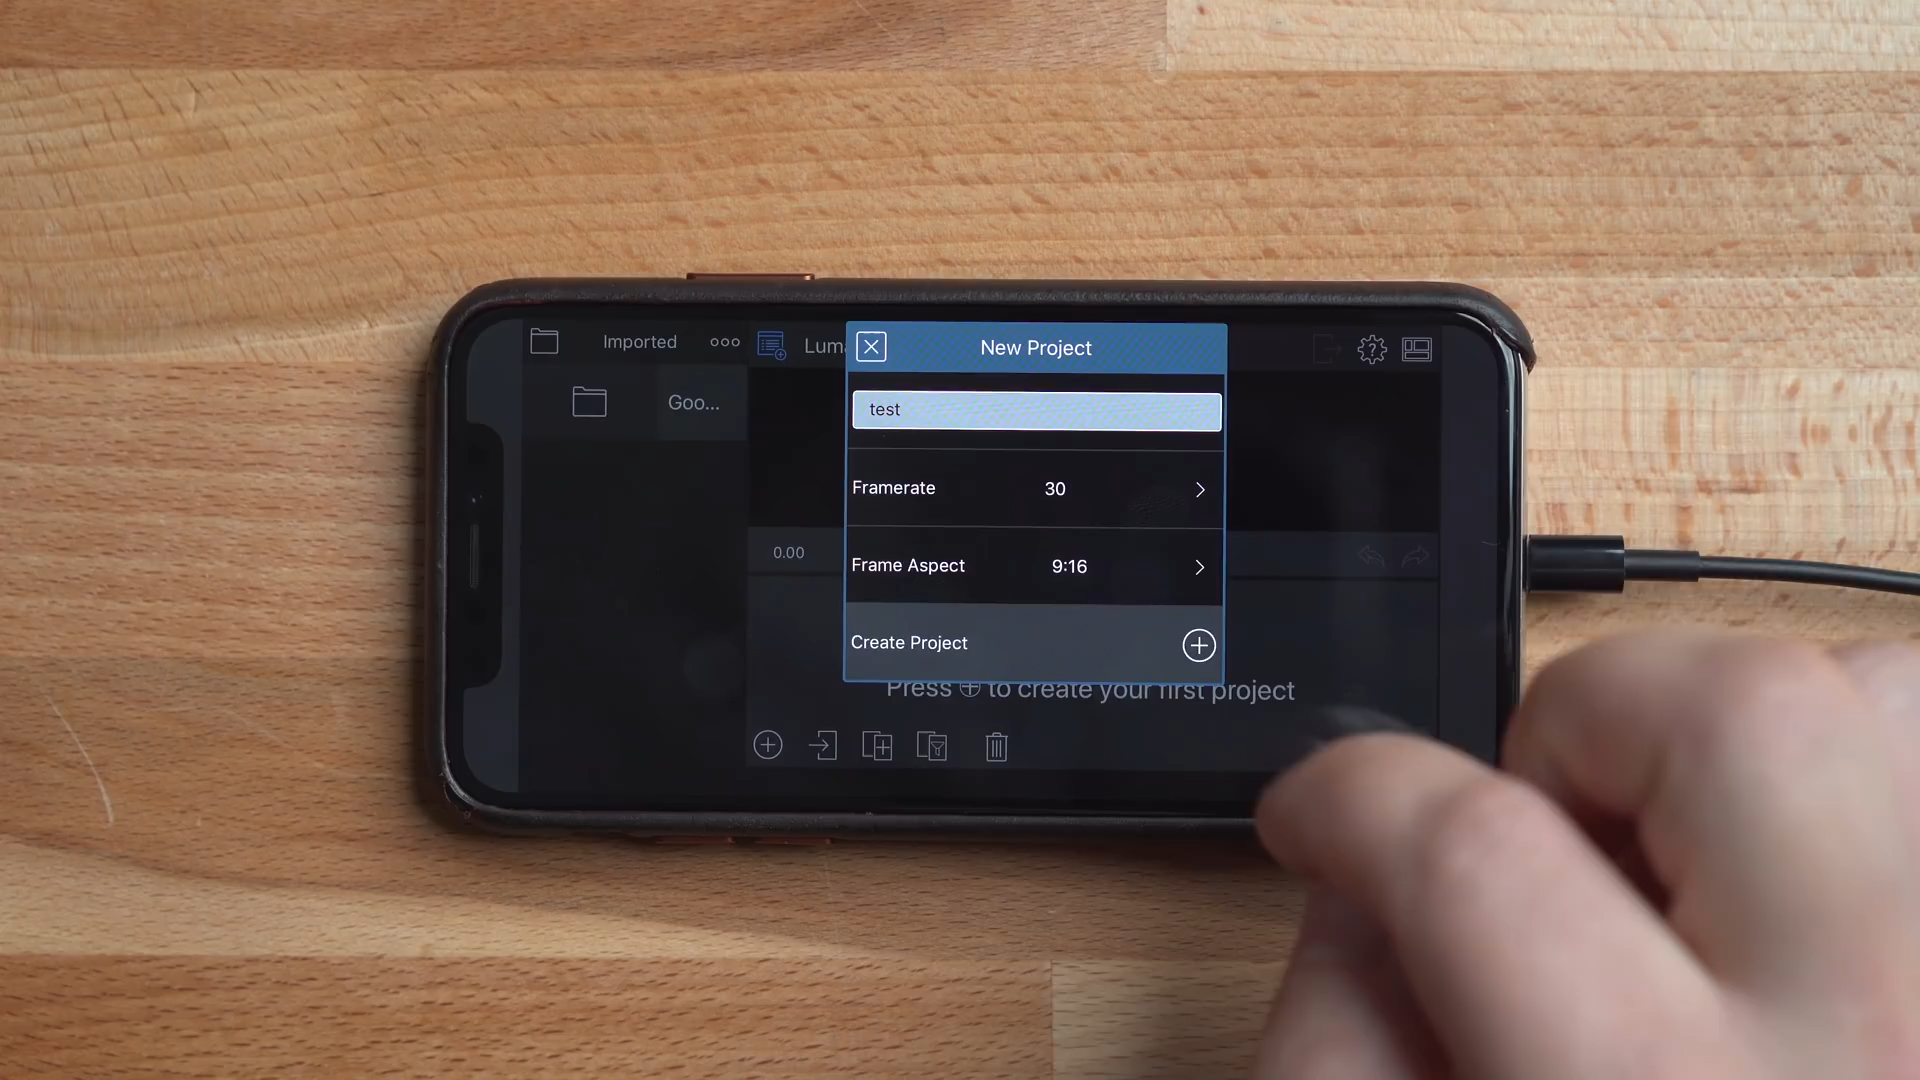 Imported
Lum
New Project
Goo...
test
Framerate 30
0.00
Frame Aspect 9:16
Create Project
Press to create your first project